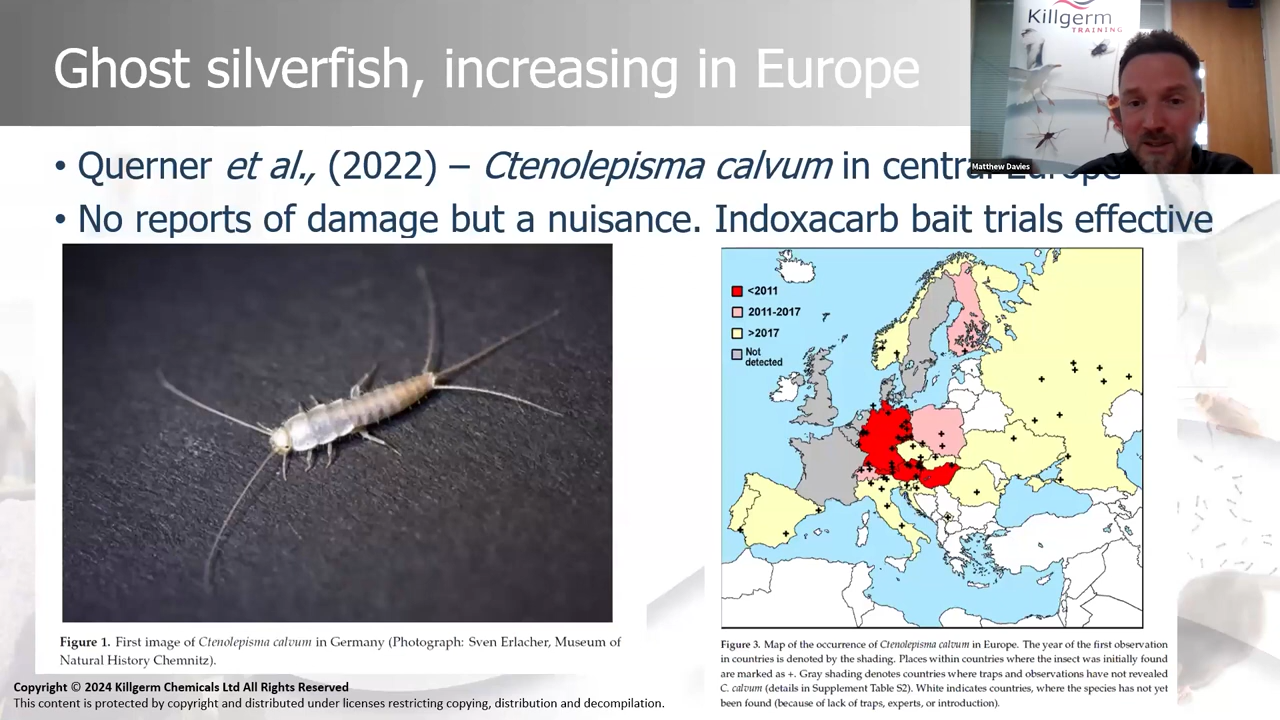 Ghost silverfish, increasing in Europe
Killgerm
TRAINING
Matthew Davies
• Querner et al., (2022) – Ctenolepisma calvum in central Europe
• No reports of damage but a nuisance. Indoxacarb bait trials effective
<2011
2011-2017
>2017
Not
detected
Figure 1. First image of Ctenolepisma calvum in Germany (Photograph: Sven Erlacher, Museum of
Natural History Chemnitz).
Figure 3. Map of the occurrence of Ctenolepisma calvum in Europe. The year of the first observation
in countries is denoted by the shading. Places within countries where the insect was initially found
are marked as +. Gray shading denotes countries where traps and observations have not revealed
C. calvum (details in Supplement Table S2). White indicates countries, where the species has not yet
been found (because of lack of traps, experts, or introduction).
Copyright © 2024 Killgerm Chemicals Ltd All Rights Reserved
This content is protected by copyright and distributed under licenses restricting copying, distribution and decompilation.